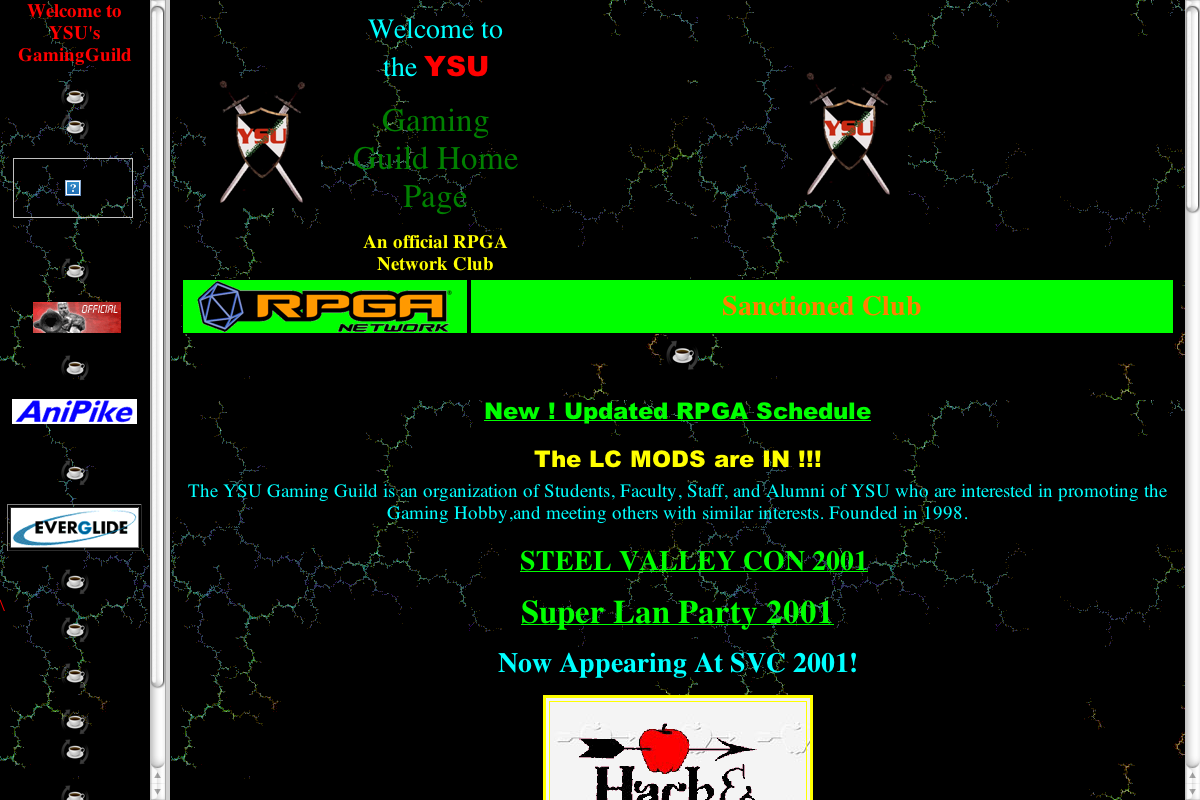 Welcome to
YSU's
GamingGuild
OFFICIAL
AniPike
EVERGLIDE
Welcome to
the YSU
Gaming
Guild Home
Page
An official RPGA
Network Club
YSU
YSU
RPGA
NETWORK
Sanctioned Club
New ! Updated RPGA Schedule
The LC MODS are IN !!!
The YSU Gaming Guild is an organization of Students, Faculty, Staff, and Alumni of YSU who are interested in promoting the
Gaming Hobby,and meeting others with similar interests. Founded in 1998.
STEEL VALLEY CON 2001
Super Lan Party 2001
Now Appearing At SVC 2001!